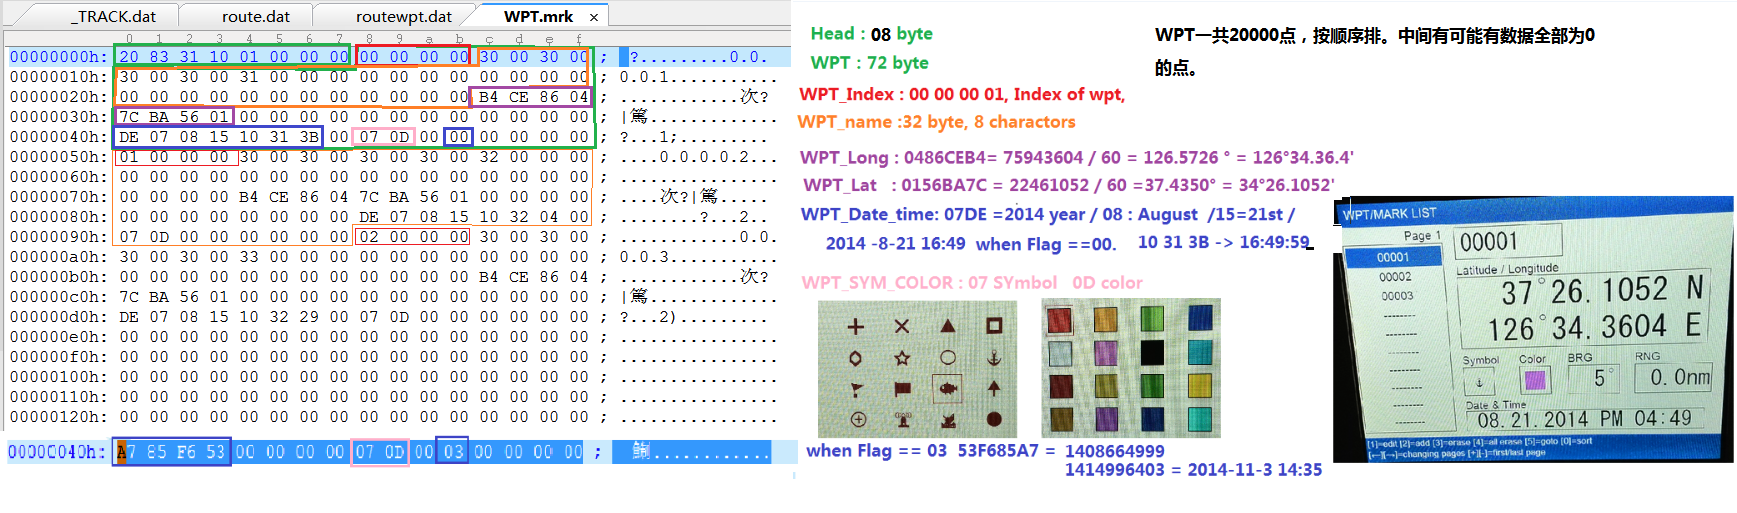 _TRACK.dat route.dat routewpt.dat WPT.mrk ×
0 1 2 3 4 5 6 7 8 9 a b c d e f
00000000h: 20 83 31 10 01 00 00 00 00 00 00 00 30 00 30 00 ; ?.........0.0.
00000010h: 30 00 30 00 31 00 00 00 00 00 00 00 00 00 00 00 ; 0.0.1...........
00000020h: 00 00 00 00 00 00 00 00 00 00 00 00 B4 CE 86 04 ; ............次?
00000030h: 7C BA 56 01 00 00 00 00 00 00 00 00 00 00 00 00 ; |篤............
00000040h: DE 07 08 15 10 31 3B 00 00 07 0D 00 00 00 00 00 ; ?...1;.........
00000050h: 01 00 00 00 30 00 30 00 30 00 30 00 32 00 00 00 ; ....0.0.0.0.2...
00000060h: 00 00 00 00 00 00 00 00 00 00 00 00 00 00 00 00 ; ................
00000070h: 00 00 00 00 B4 CE 86 04 7C BA 56 01 00 00 00 00 ; ....次?|篤.....
00000080h: 00 00 00 00 00 00 00 00 DE 07 08 15 10 32 04 00 ; ........?...2..
00000090h: 07 0D 00 00 00 00 00 00 02 00 00 00 30 00 30 00 ; ............0.0.
000000a0h: 30 00 30 00 33 00 00 00 00 00 00 00 00 00 00 00 ; 0.0.3...........
000000b0h: 00 00 00 00 00 00 00 00 00 00 00 00 B4 CE 86 04 ; ............次?
000000c0h: 7C BA 56 01 00 00 00 00 00 00 00 00 00 00 00 00 ; |篤............
000000d0h: DE 07 08 15 10 32 29 00 07 0D 00 00 00 00 00 00 ; ?...2).........
000000e0h: 00 00 00 00 00 00 00 00 00 00 00 00 00 00 00 00 ; ................
000000f0h: 00 00 00 00 00 00 00 00 00 00 00 00 00 00 00 00 ; ................
00000100h: 00 00 00 00 00 00 00 00 00 00 00 00 00 00 00 00 ; ................
00000110h: 00 00 00 00 00 00 00 00 00 00 00 00 00 00 00 00 ; ................
00000120h: 00 00 00 00 00 00 00 00 00 00 00 00 00 00 00 00 ; ................
00000040h: A7 85 F6 53 00 00 00 00 07 0D 00 03 00 00 00 00 ;
Head : 08 byte
WPT : 72 byte
WPT_Index : 00 00 00 01, Index of wpt,
WPT_name :32 byte, 8 charactors
WPT_Long : 0486CEB4= 75943604 / 60 = 126.5726 ° = 126°34.36.4'
WPT_Lat : 0156BA7C = 22461052 / 60 =37.4350° = 34°26.1052'
WPT_Date_time: 07DE =2014 year / 08 : August /15=21st /
2014 -8-21 16:49 when Flag ==00. 10 31 3B -> 16:49:59
WPT_SYM_COLOR : 07 SYmbol 0D color
when Flag == 03 53F685A7 = 1408664999
1414996403 = 2014-11-3 14:35
WPT一共20000点，按顺序排。中间有可能有数据全部为0
的点。
WPT/MARK LIST
Page 1
00001
00002
00003
00001
Latitude / Longitude
37°26.1052 N
126°34.3604 E
Symbol Color BRG RNG
5° 0.0nm
Date & Time
08.21.2014 PM 04:49
[1]=edit [2]=add [3]=erase [4]=all erase [5]=goto [0]=sort
[←][→]=changing pages [+][-]=first/last page